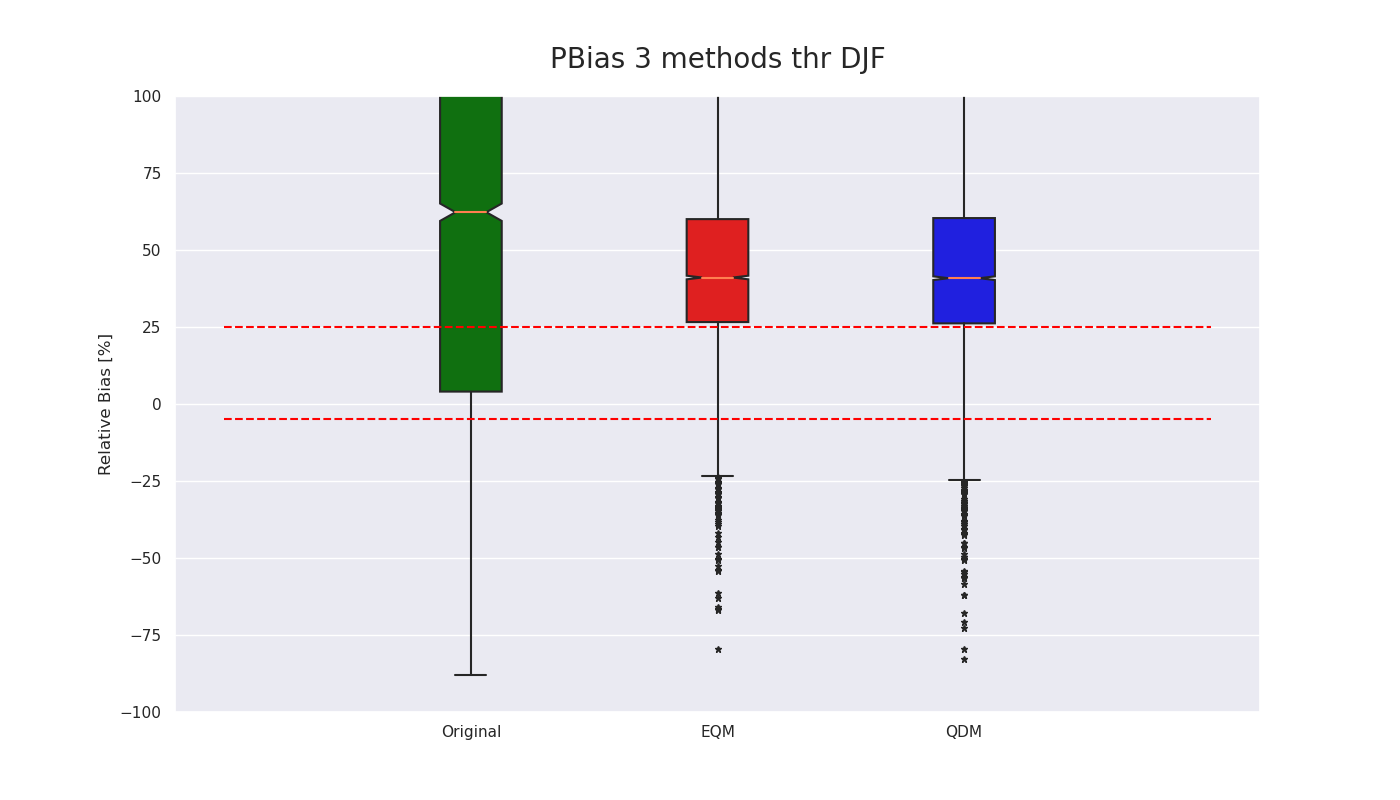 PBias 3 methods thr DJF
100
75
50
25
0
−25
−50
−75
−100
Relative Bias [%]
Original
EQM
QDM